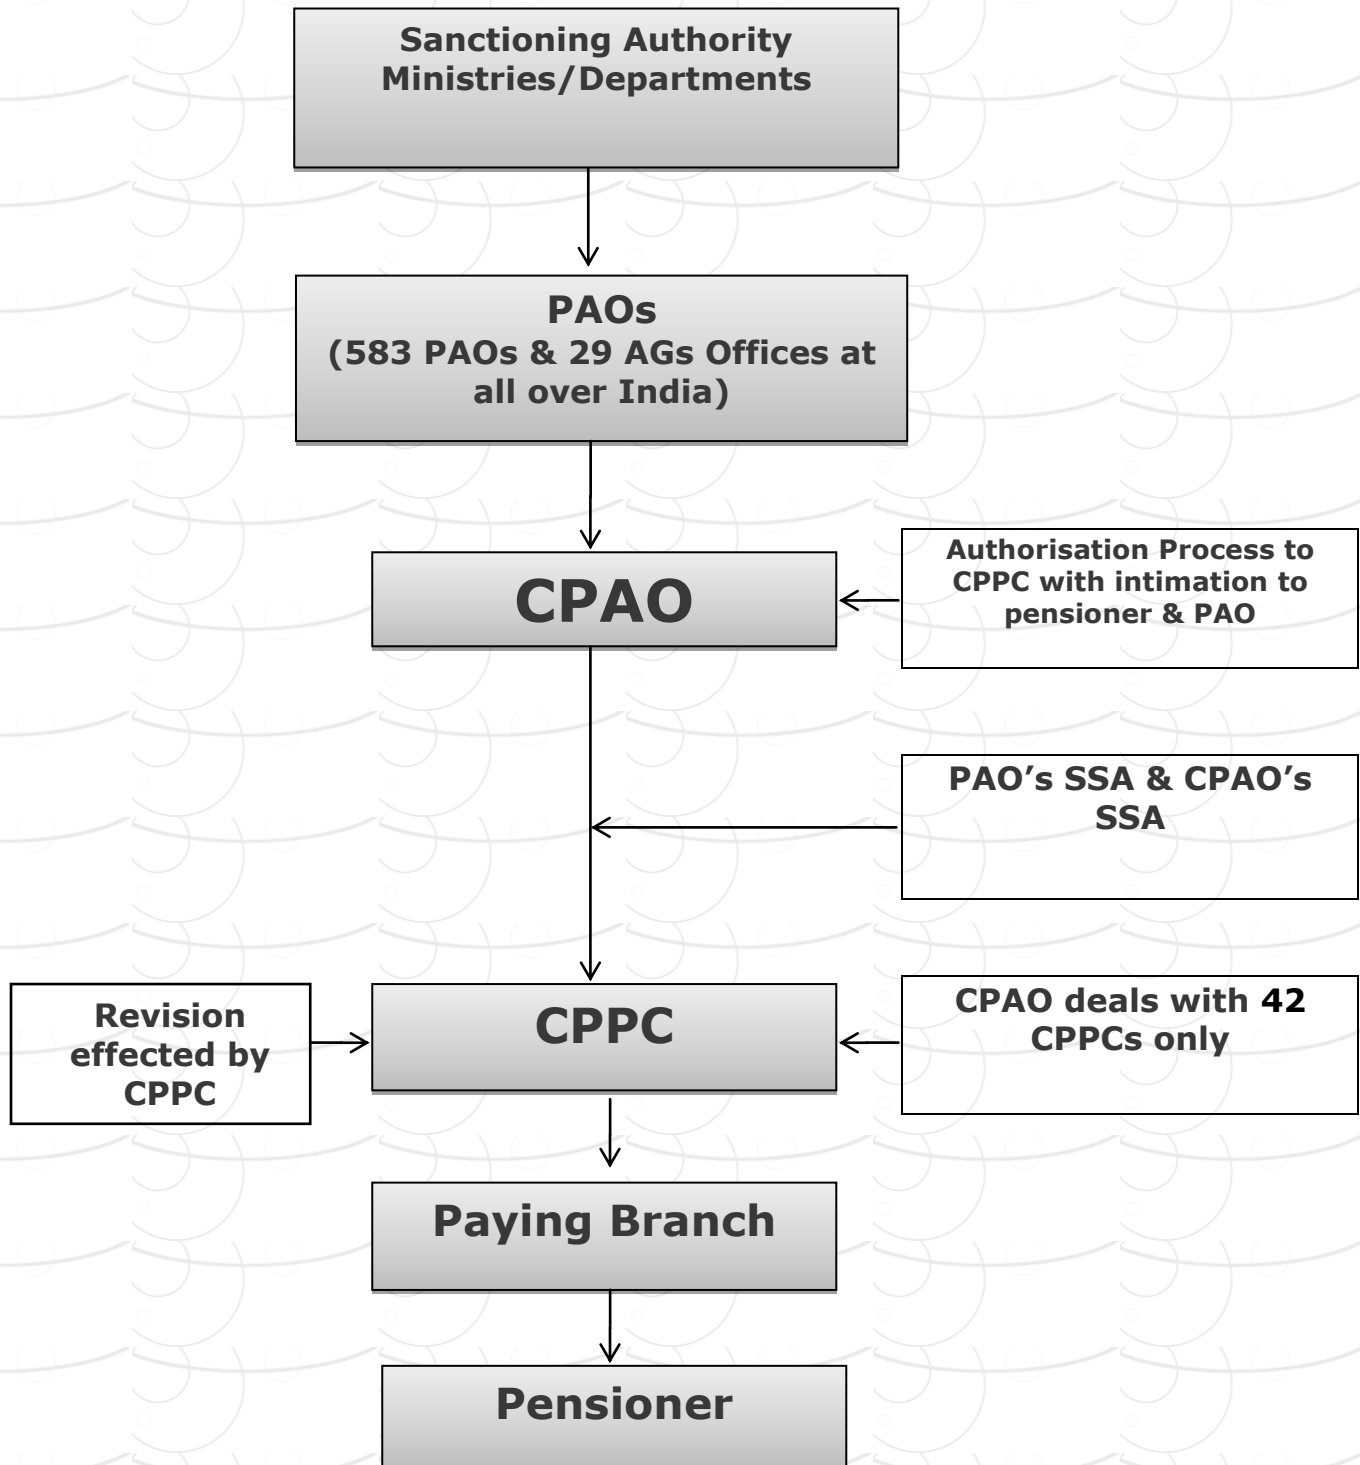 Sanctioning Authority
Ministries/Departments
PAOs
(583 PAOs & 29 AGs Offices at
all over India)
CPAO
Authorisation Process to
CPPC with intimation to
pensioner & PAO
PAO’s SSA & CPAO’s
SSA
Revision
effected by
CPPC
CPPC
CPAO deals with 42
CPPCs only
Paying Branch
Pensioner